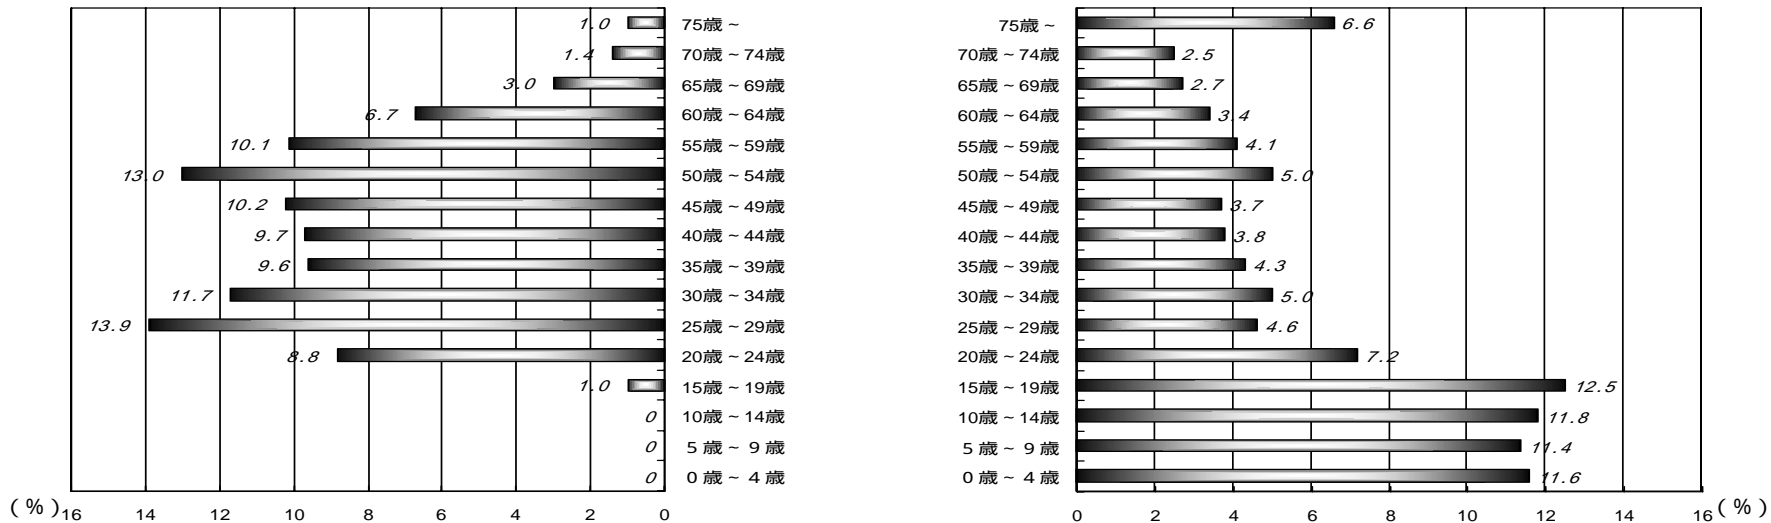 1.0 75歳～ 75歳～ 6.6
1.4 70歳～74歳 70歳～74歳 2.5
3.0 65歳～69歳 65歳～69歳 2.7
6.7 60歳～64歳 60歳～64歳 3.4
10.1 55歳～59歳 55歳～59歳 4.1
13.0 50歳～54歳 50歳～54歳 5.0
10.2 45歳～49歳 45歳～49歳 3.7
9.7 40歳～44歳 40歳～44歳 3.8
9.6 35歳～39歳 35歳～39歳 4.3
11.7 30歳～34歳 30歳～34歳 5.0
13.9 25歳～29歳 25歳～29歳 4.6
8.8 20歳～24歳 20歳～24歳 7.2
1.0 15歳～19歳 15歳～19歳 12.5
0 10歳～14歳 10歳～14歳 11.8
0 5歳～9歳 5歳～9歳 11.4
0 0歳～4歳 0歳～4歳 11.6
(%) 16 14 12 10 8 6 4 2 0 0 2 4 6 8 10 12 14 16 (%)